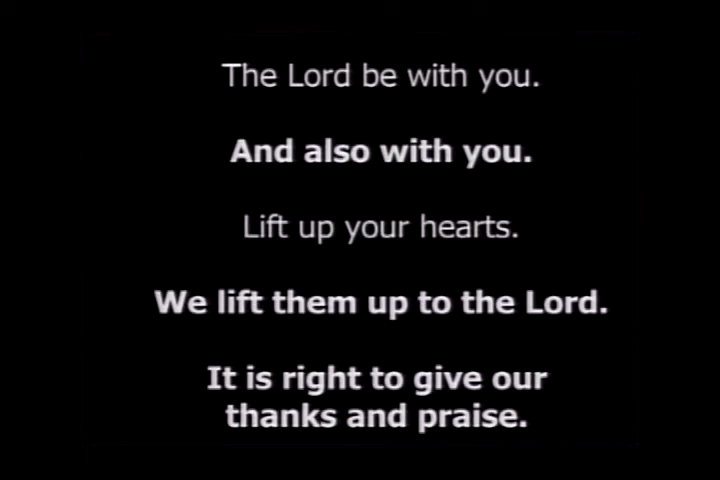 The Lord be with you.
And also with you.
Lift up your hearts.
We lift them up to the Lord.
It is right to give our
thanks and praise.